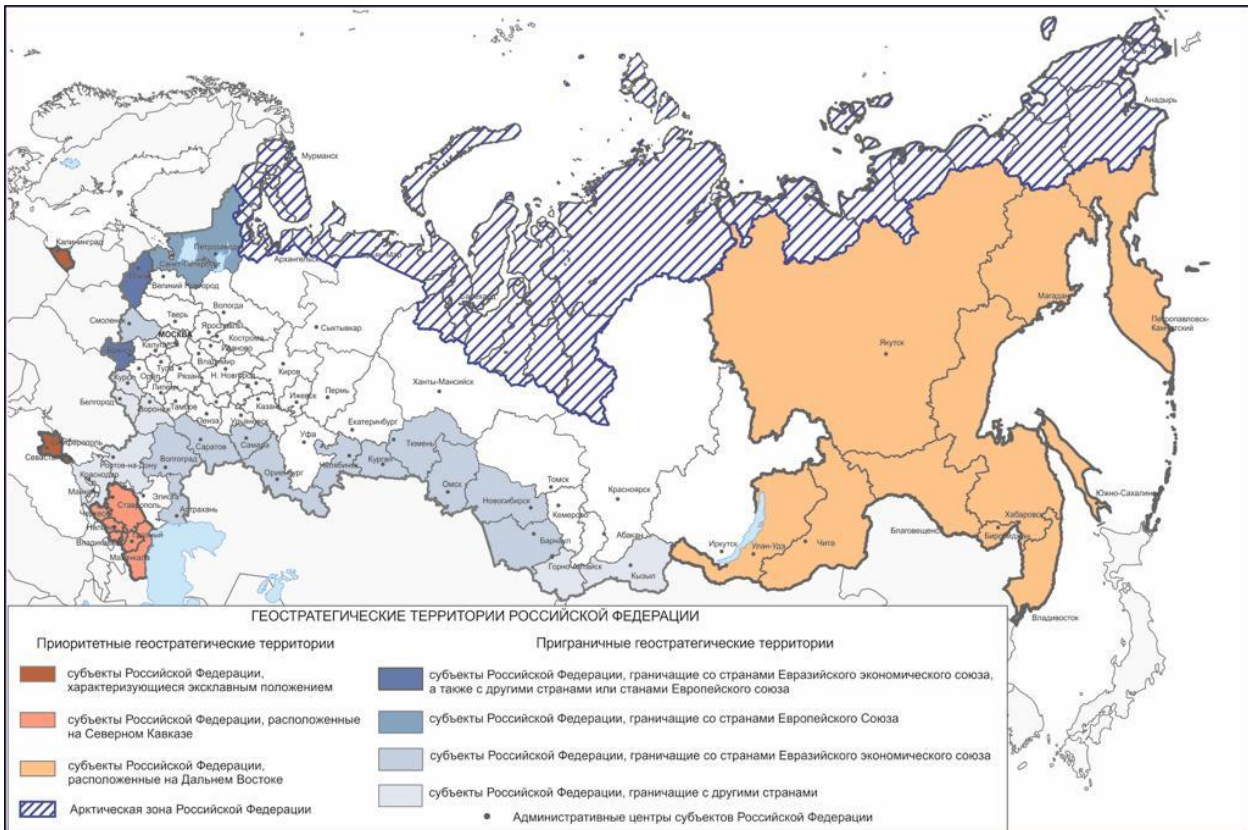 Мурманск
Анадырь
Калининград
Петрозаводск
Санкт-Петербург
Архангельск
Великий Новгород
Вологда
Смоленск
Тверь
МОСКВА
Ярославль
Кострома
Сыктывкар
Калуга
Иваново
Владимир
Тула
Рязань
Орел
Н. Новгород
Киров
Пермь
Ханты-Мансийск
Курск
Липецк
Белгород
Воронеж
Тамбов
Пенза
Казань
Ульяновск
Ижевск
Екатеринбург
Уфа
Тюмень
Магадан
Петропавловск-
Камчатский
Якутск
Севастополь
Ростов-на-Дону
Волгоград
Саратов
Самара
Оренбург
Челябинск
Курган
Омск
Новосибирск
Томск
Кемерово
Красноярск
Краснодар
Элиста
Ставрополь
Астрахань
Махачкала
Барнаул
Абакан
Горно-Алтайск
Кызыл
Иркутск
Улан-Удэ
Чита
Благовещенск
Биробиджан
Хабаровск
Южно-Сахалинск
Владивосток
ГЕОСТРАТЕГИЧЕСКИЕ ТЕРРИТОРИИ РОССИЙСКОЙ ФЕДЕРАЦИИ
Приоритетные геостратегические территории
субъекты Российской Федерации,
характеризующиеся эксклавным положением
субъекты Российской Федерации, расположенные
на Северном Кавказе
субъекты Российской Федерации,
расположенные на Дальнем Востоке
Арктическая зона Российской Федерации
Приграничные геостратегические территории
субъекты Российской Федерации, граничащие со странами Евразийского экономического союза,
а также с другими странами или станами Европейского союза
субъекты Российской Федерации, граничащие со странами Европейского Союза
субъекты Российской Федерации, граничащие со странами Евразийского экономического союза
субъекты Российской Федерации, граничащие с другими странами
Административные центры субъектов Российской Федерации